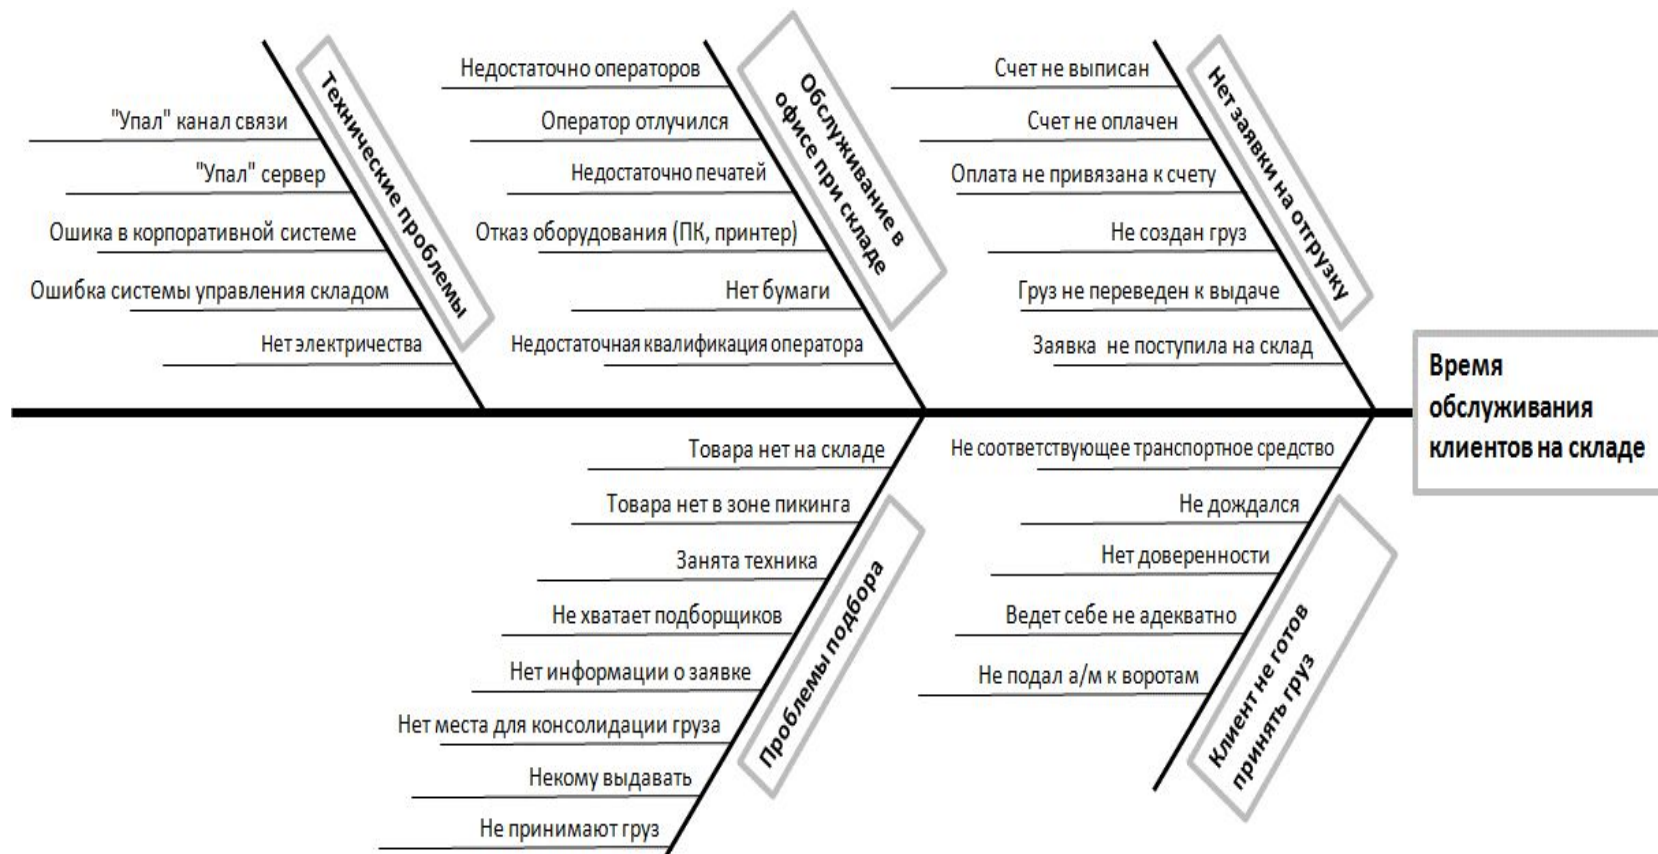 "Упал" канал связи
"Упал" сервер
Ошика в корпоративной системе
Ошибка системы управления складом
Нет электричества
Технические проблемы
Недостаточно операторов
Оператор отлучился
Недостаточно печатей
Отказ оборудования (ПК, принтер)
Нет бумаги
Недостаточная квалификация оператора
Обслуживание в
офисе при складе
Счет не выписан
Счет не оплачен
Оплата не привязана к счету
Не создан груз
Груз не переведен к выдаче
Заявка не поступила на склад
Нет заявки на отгрузку
Время
обслуживания
клиентов на складе
Товара нет на складе
Товара нет в зоне пикинга
Занята техника
Не хватает подборщиков
Нет информации о заявке
Нет места для консолидации груза
Некому выдавать
Не принимают груз
Проблемы подбора
Не соответствующее транспортное средство
Не дождался
Нет доверенности
Ведет себе не адекватно
Не подал а/м к воротам
Клиент не готов
принять груз